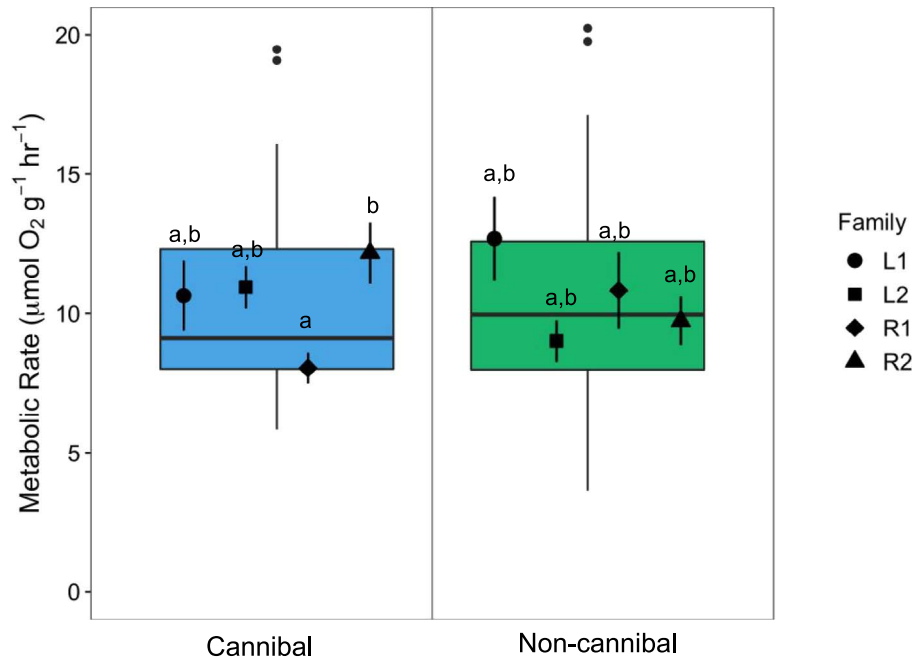 20
15
10
5
0
Metabolic Rate (μmol O₂ g⁻¹ hr⁻¹)
a,b
a,b
a
b
a,b
a,b
a,b
a,b
Cannibal
Non-cannibal
Family
L1
L2
R1
R2